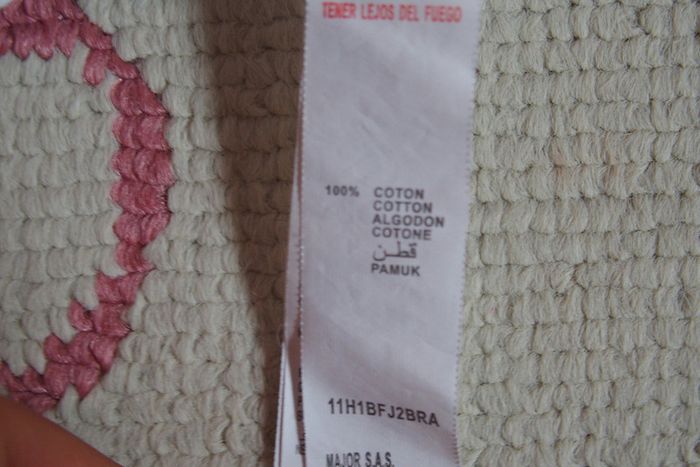 TENER LEJOS DEL FUEGO
100% COTON
COTTON
ALGODON
COTONE
قطن
PAMUK
11H1BFJ2BRA
MAJOR S.A.S.